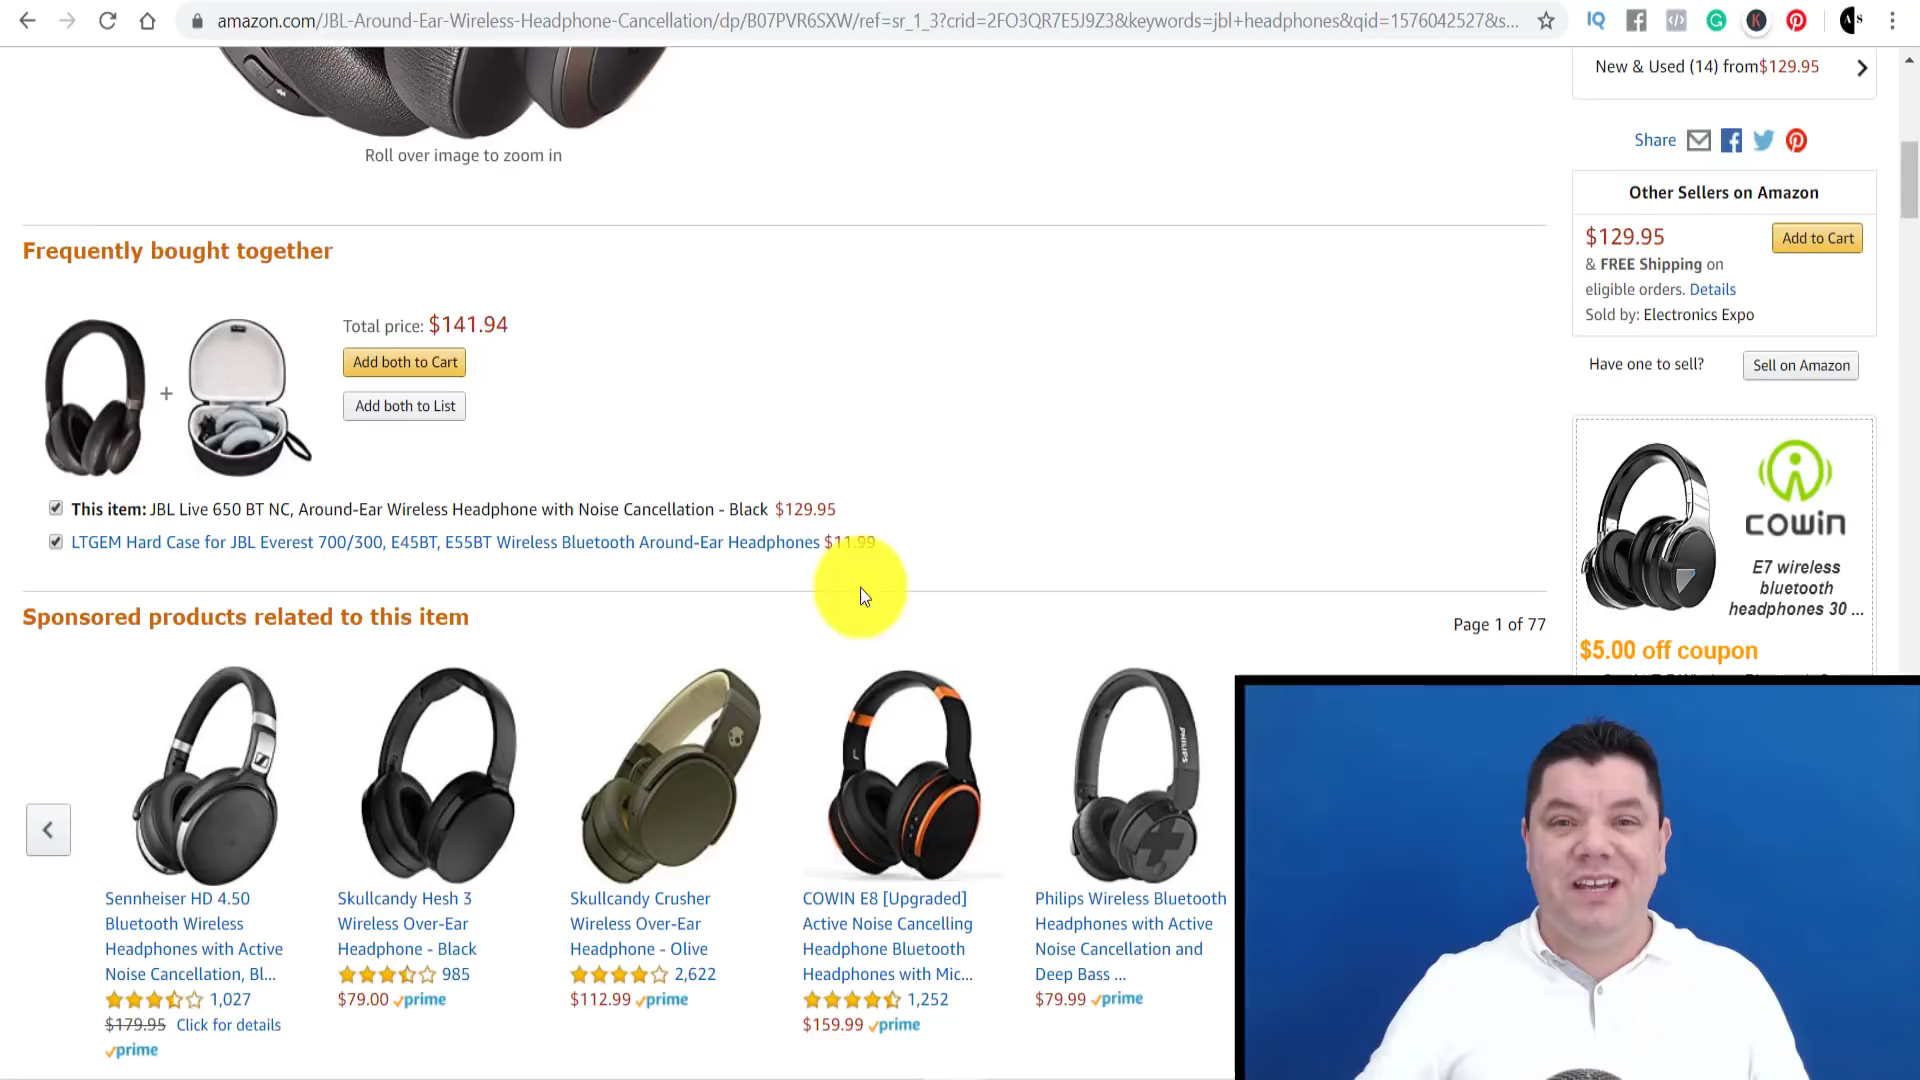 amazon.com/JBL-Around-Ear-Wireless-Headphone-Cancellation/dp/B07PVR6SXW/ref=sr_1_3?crid=2FO3QR7E5J9Z3&keywords=jbl+headphones&qid=1576042527&s...
IQ
K
AS
New & Used (14) from $129.95
Roll over image to zoom in
Share
Other Sellers on Amazon
$129.95
Add to Cart
& FREE Shipping on
eligible orders. Details
Sold by: Electronics Expo
Have one to sell?
Sell on Amazon
Frequently bought together
+
Total price: $141.94
Add both to Cart
Add both to List
This item: JBL Live 650 BT NC, Around-Ear Wireless Headphone with Noise Cancellation - Black $129.95
LTGEM Hard Case for JBL Everest 700/300, E45BT, E55BT Wireless Bluetooth Around-Ear Headphones $11.99
cowin
E7 wireless
bluetooth
headphones 30 ...
$5.00 off coupon
Sponsored products related to this item
Page 1 of 77
PHILIPS
Sennheiser HD 4.50
Bluetooth Wireless
Headphones with Active
Noise Cancellation, Bl...
1,027
$179.95 Click for details
prime
Skullcandy Hesh 3
Wireless Over-Ear
Headphone - Black
985
$79.00 prime
Skullcandy Crusher
Wireless Over-Ear
Headphone - Olive
2,622
$112.99 prime
COWIN E8 [Upgraded]
Active Noise Cancelling
Headphone Bluetooth
Headphones with Mic...
1,252
$159.99 prime
Philips Wireless Bluetooth
Headphones with Active
Noise Cancellation and
Deep Bass ...
$79.99 prime